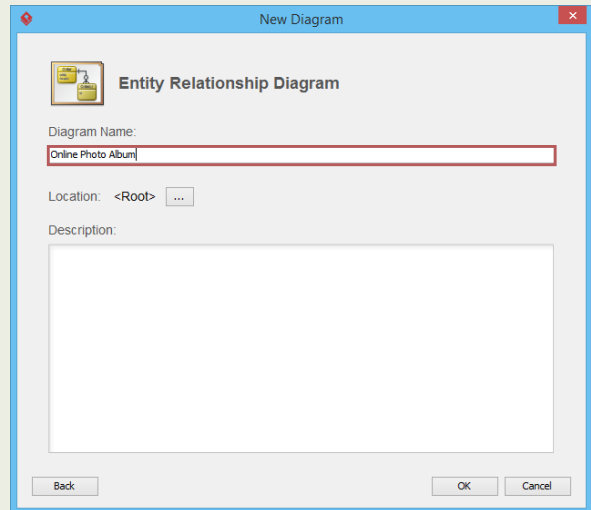 New Diagram
Entity Relationship Diagram
Diagram Name:
Online Photo Album
Location: <Root> ...
Description:
Back OK Cancel